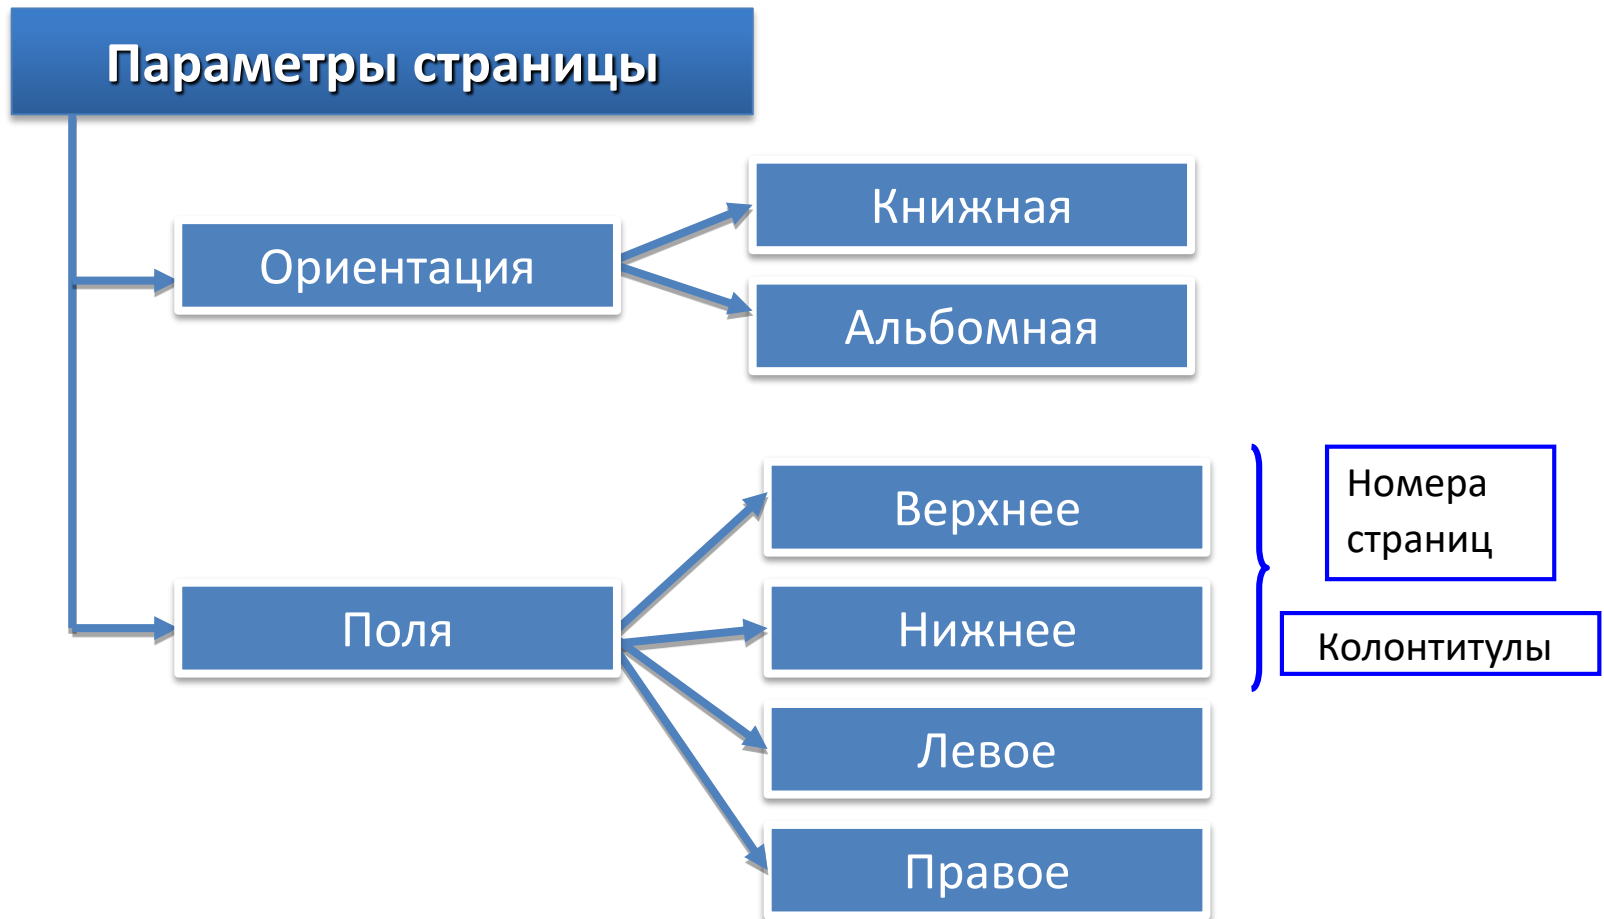 Параметры страницы
Ориентация
Книжная
Альбомная
Поля
Верхнее
Нижнее
Левое
Правое
Номера
страниц
Колонтитулы